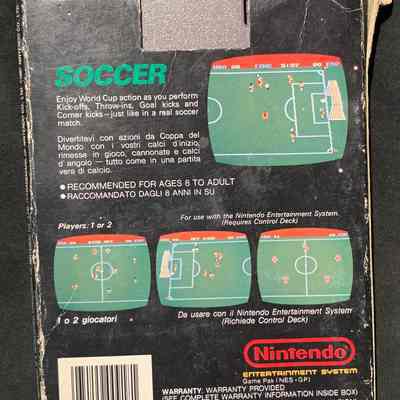 SOCCER
Enjoy World Cup action as you perform
Kick-offs, Throw-ins, Goal kicks and
Corner kicks—just like in a real soccer
match.
Divertitevi con azioni da Coppa del
Mondo con i vostri calci d'inizio,
rimesse in gioco, cannonate e calci
d'angolo — tutto come in una partita
vera di calcio.
● RECOMMENDED FOR AGES 8 TO ADULT
● RACCOMANDATO DAGLI 8 ANNI IN SU
Players: 1 or 2
For use with the Nintendo Entertainment System.
(Requires Control Deck)
1 o 2 giocatori
Da usare con il Nintendo Entertainment System
(Richiede Control Deck)
Nintendo
ENTERTAINMENT SYSTEM
Game Pak (NES-GP)
WARRANTY: WARRANTY PROVIDED
(SEE COMPLETE WARRANTY INFORMATION INSIDE BOX)